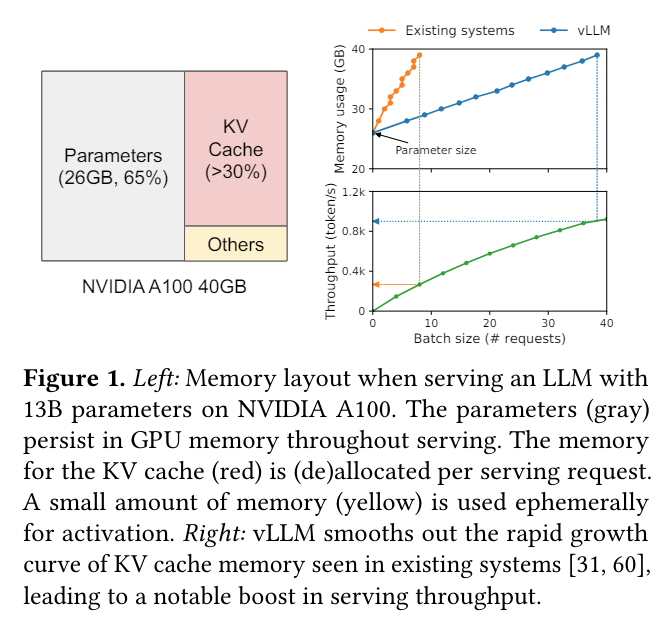 Parameters
(26GB, 65%)
KV
Cache
(>30%)
Others
NVIDIA A100 40GB
Existing systems
vLLM
Memory usage (GB)
40
30
20
Parameter size
Throughput (token/s)
1.2k
0.8k
0.4k
0
0 10 20 30 40
Batch size (# requests)
Figure 1. Left: Memory layout when serving an LLM with
13B parameters on NVIDIA A100. The parameters (gray)
persist in GPU memory throughout serving. The memory
for the KV cache (red) is (de)allocated per serving request.
A small amount of memory (yellow) is used ephemerally
for activation. Right: vLLM smooths out the rapid growth
curve of KV cache memory seen in existing systems [31, 60],
leading to a notable boost in serving throughput.